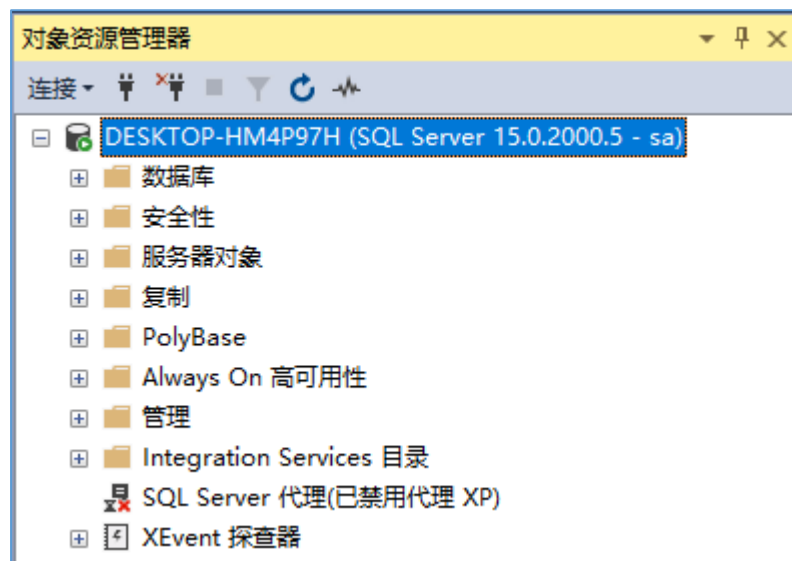 对象资源管理器
连接
DESKTOP-HM4P97H (SQL Server 15.0.2000.5 - sa)
数据库
安全性
服务器对象
复制
PolyBase
Always On 高可用性
管理
Integration Services 目录
SQL Server 代理(已禁用代理 XP)
XEvent 探查器